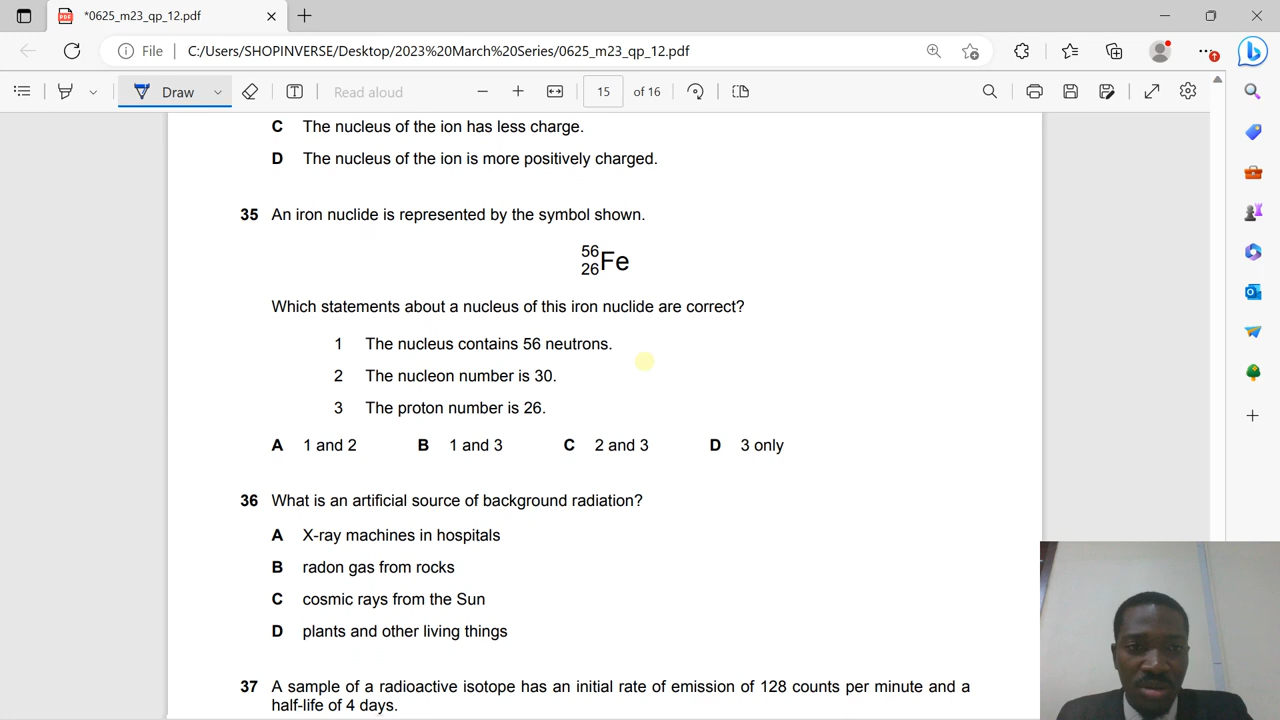 *0625_m23_qp_12.pdf
File C:/Users/SHOPINVERSE/Desktop/2023%20March%20Series/0625_m23_qp_12.pdf
Draw Read aloud 15 of 16
C The nucleus of the ion has less charge.
D The nucleus of the ion is more positively charged.
35 An iron nuclide is represented by the symbol shown.
56
26 Fe
Which statements about a nucleus of this iron nuclide are correct?
1 The nucleus contains 56 neutrons.
2 The nucleon number is 30.
3 The proton number is 26.
A 1 and 2 B 1 and 3 C 2 and 3 D 3 only
36 What is an artificial source of background radiation?
A X-ray machines in hospitals
B radon gas from rocks
C cosmic rays from the Sun
D plants and other living things
37 A sample of a radioactive isotope has an initial rate of emission of 128 counts per minute and a
half-life of 4 days.